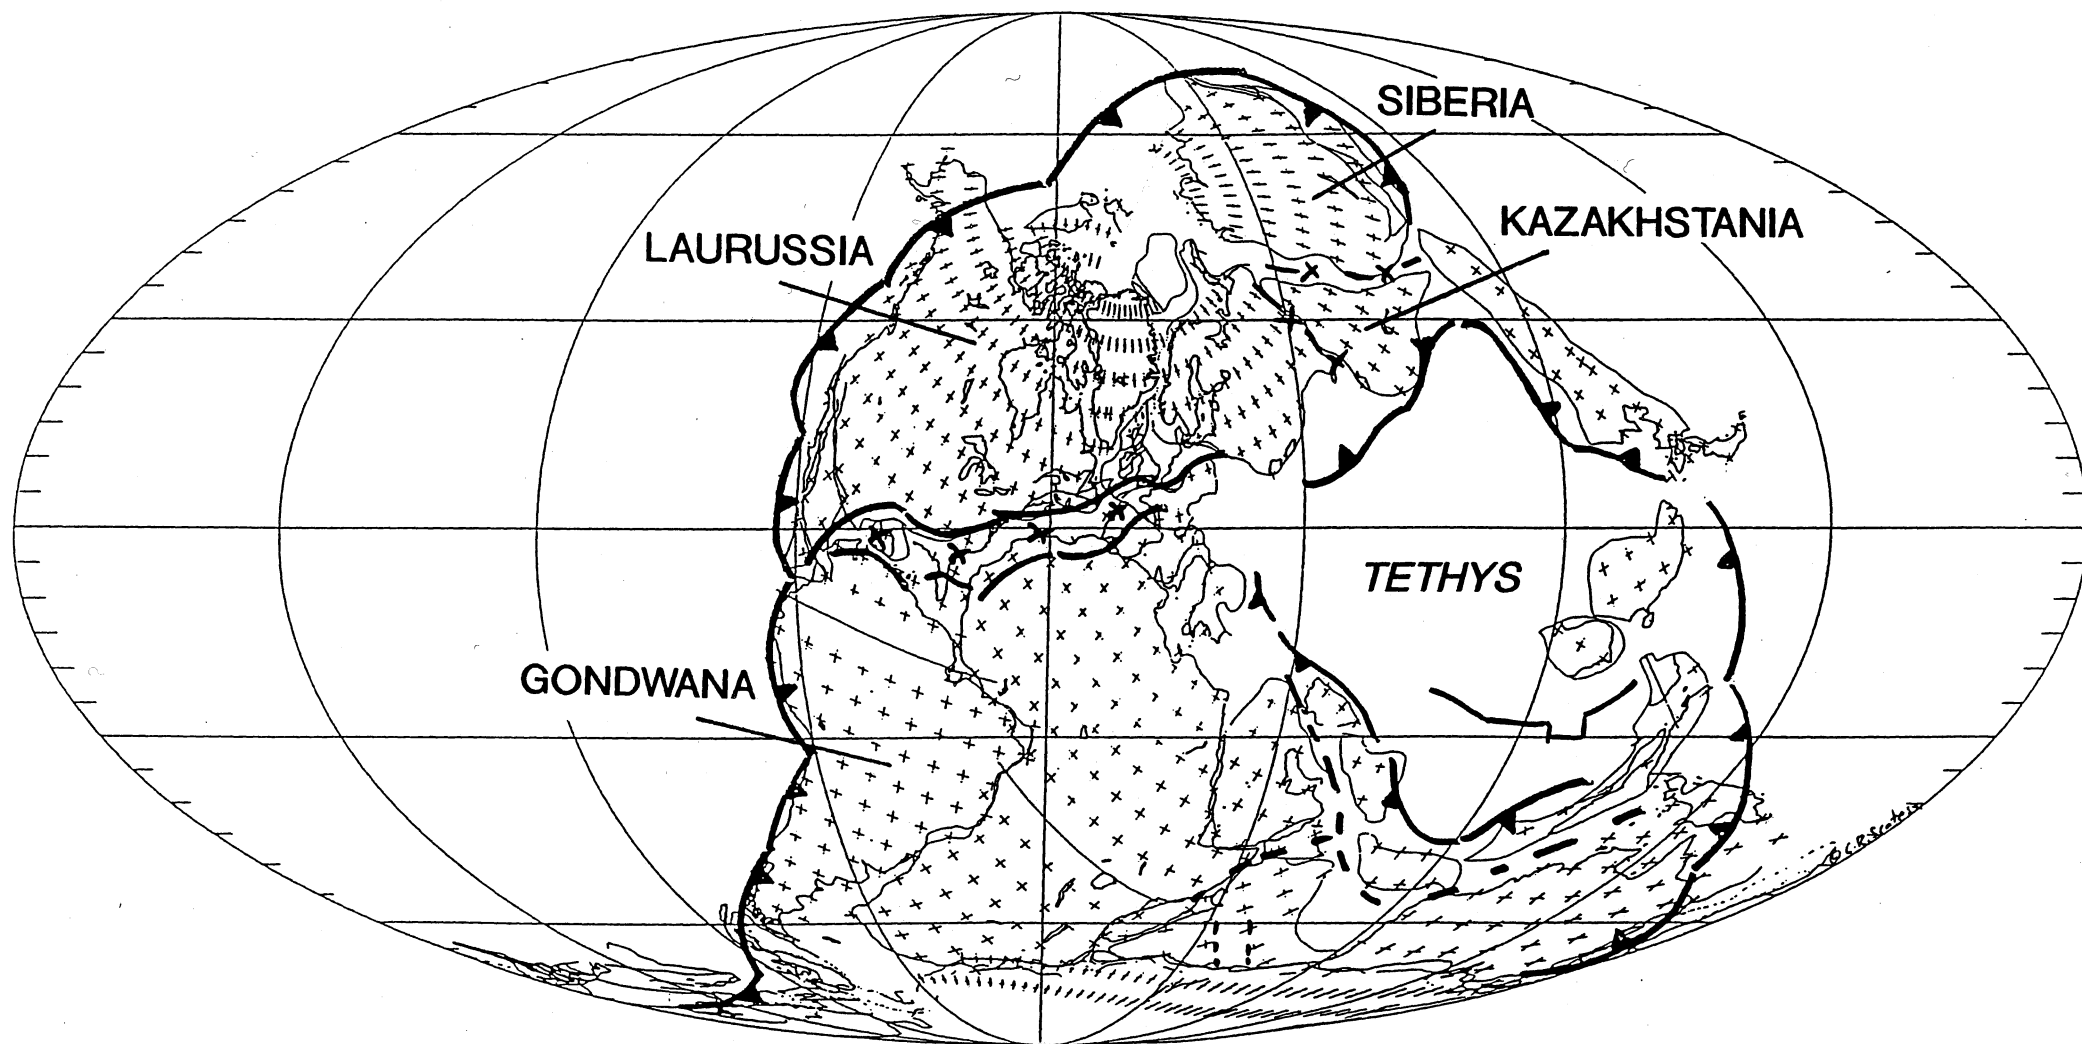 SIBERIA
KAZAKHSTANIA
LAURUSSIA
TETHYS
GONDWANA
© C.R.